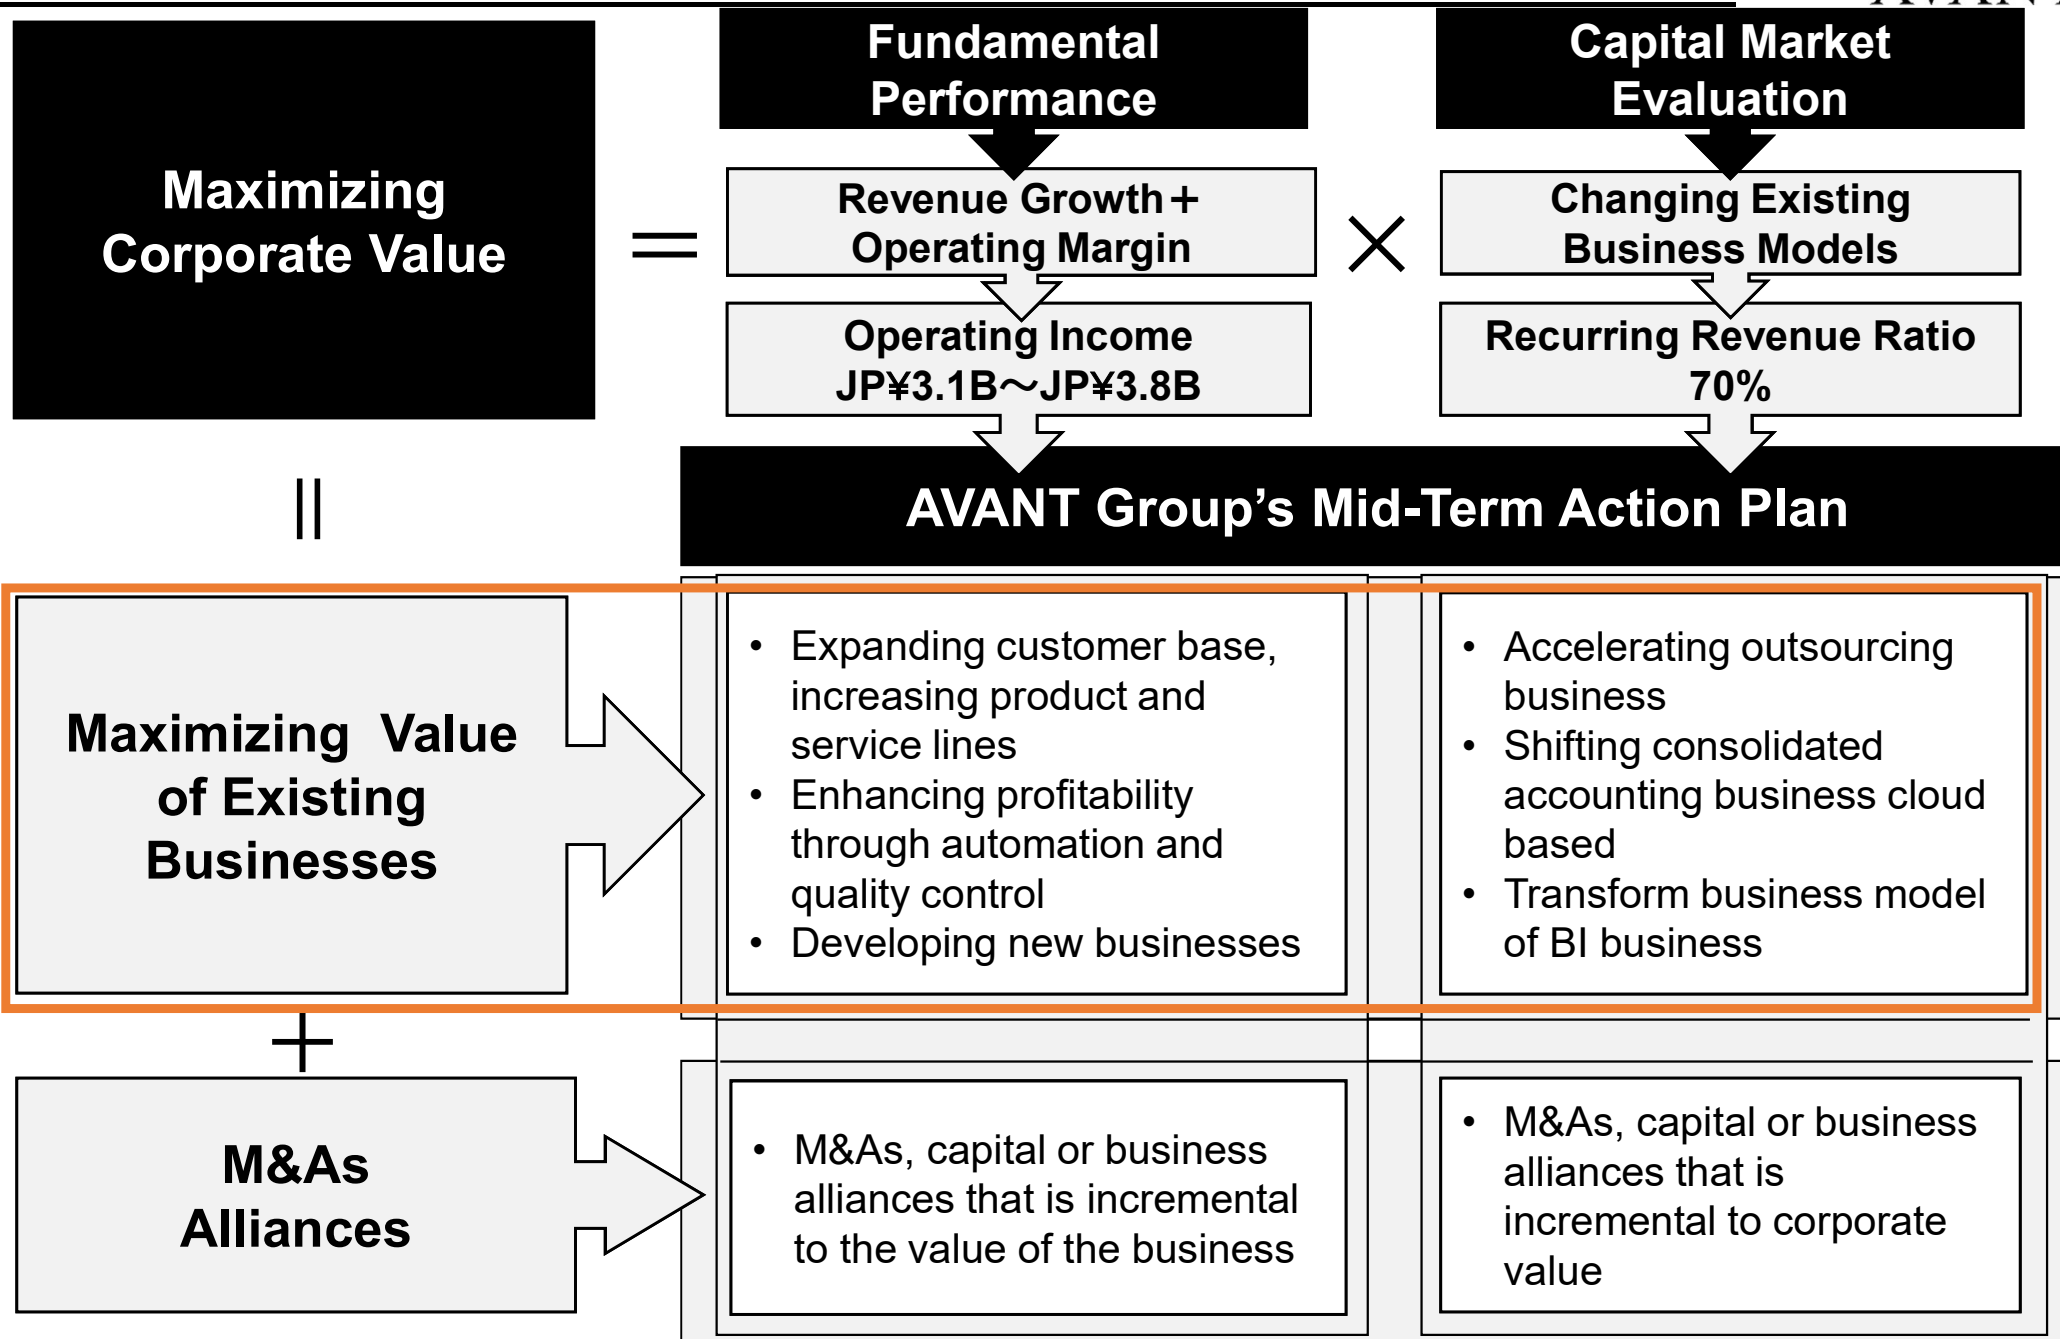 Maximizing
Corporate Value
=
Fundamental
Performance
Revenue Growth+
Operating Margin
Operating Income
JP¥3.1B～JP¥3.8B
×
Capital Market
Evaluation
Changing Existing
Business Models
Recurring Revenue Ratio
70%
AVANT Group’s Mid-Term Action Plan
Maximizing Value
of Existing
Businesses
• Expanding customer base,
increasing product and
service lines
• Enhancing profitability
through automation and
quality control
• Developing new businesses
• Accelerating outsourcing
business
• Shifting consolidated
accounting business cloud
based
• Transform business model
of BI business
+
M&As
Alliances
• M&As, capital or business
alliances that is incremental
to the value of the business
• M&As, capital or business
alliances that is
incremental to corporate
value